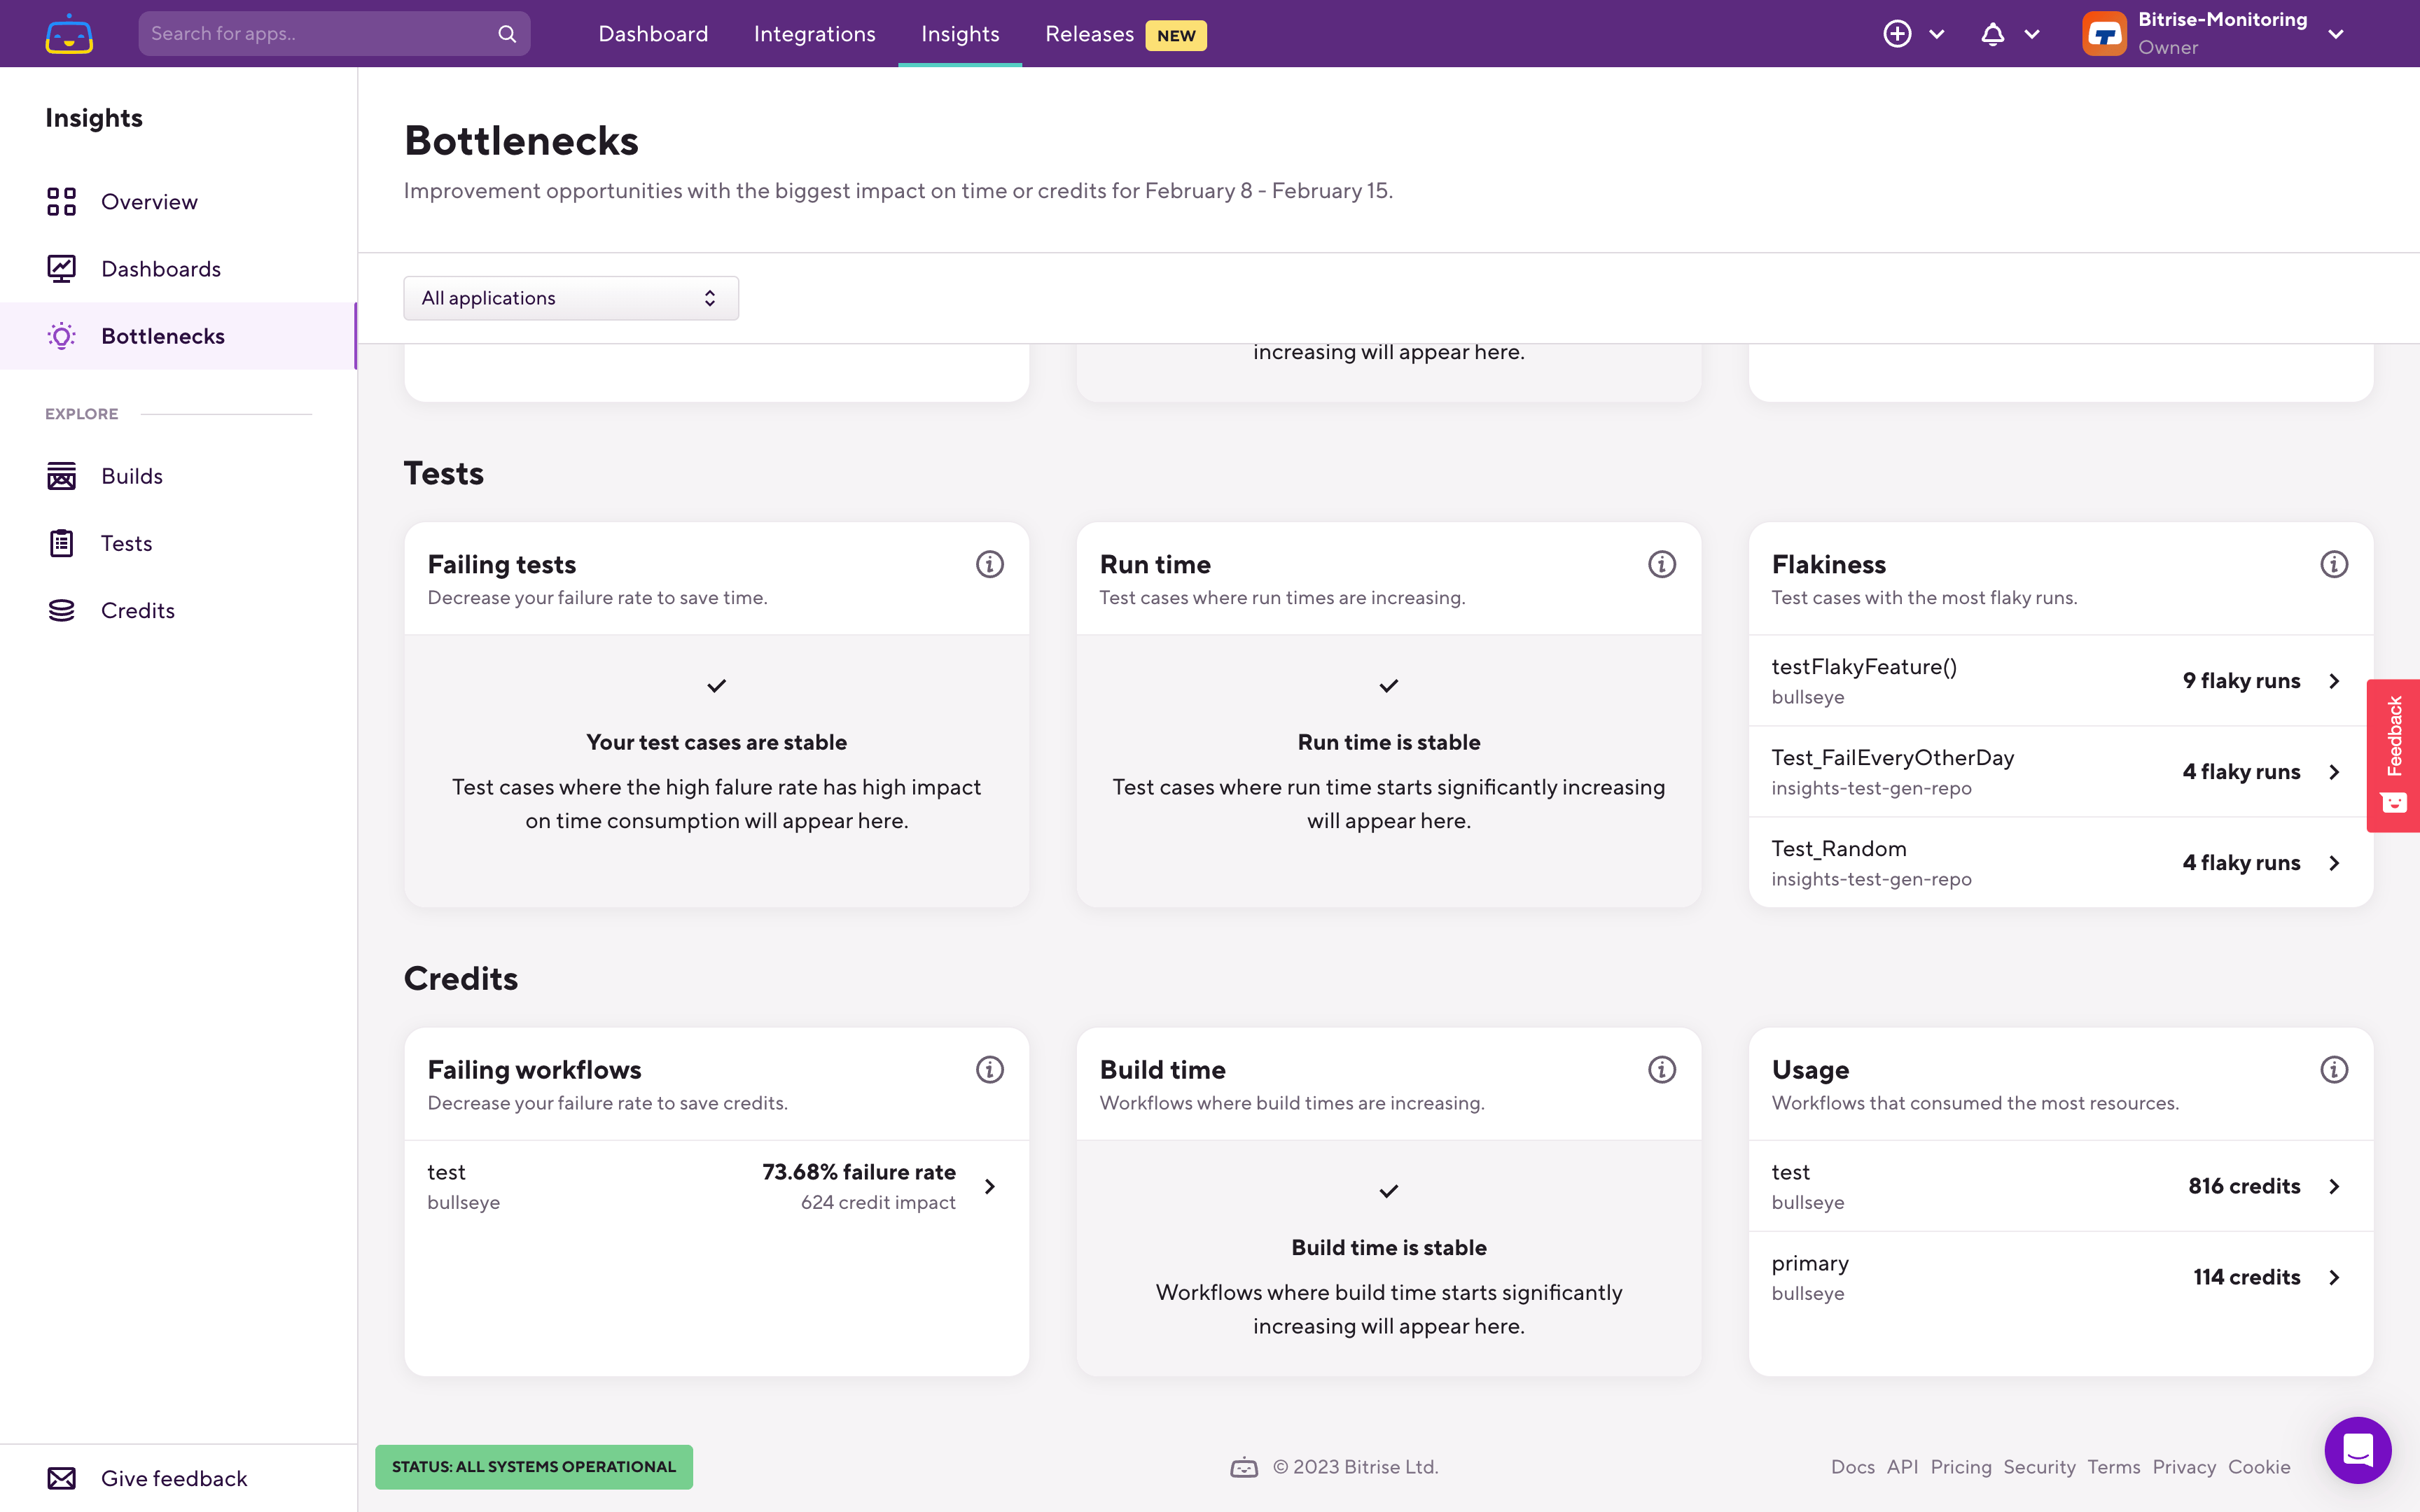 Search for apps..
Dashboard
Integrations
Insights
Releases
NEW
Bitrise-Monitoring
Owner
Insights
Overview
Dashboards
Bottlenecks
EXPLORE
Builds
Tests
Credits
Give feedback
Bottlenecks
Improvement opportunities with the biggest impact on time or credits for February 8 - February 15.
All applications
increasing will appear here.
Tests
Failing tests
Decrease your failure rate to save time.
Your test cases are stable
Test cases where the high falure rate has high impact
on time consumption will appear here.
Run time
Test cases where run times are increasing.
Run time is stable
Test cases where run time starts significantly increasing
will appear here.
Flakiness
Test cases with the most flaky runs.
testFlakyFeature()
bullseye
9 flaky runs
Test_FailEveryOtherDay
insights-test-gen-repo
4 flaky runs
Test_Random
insights-test-gen-repo
4 flaky runs
Feedback
Credits
Failing workflows
Decrease your failure rate to save credits.
test
bullseye
73.68% failure rate
624 credit impact
Build time
Workflows where build times are increasing.
Build time is stable
Workflows where build time starts significantly
increasing will appear here.
Usage
Workflows that consumed the most resources.
test
bullseye
816 credits
primary
bullseye
114 credits
STATUS: ALL SYSTEMS OPERATIONAL
© 2023 Bitrise Ltd.
Docs API Pricing Security Terms Privacy Cookie